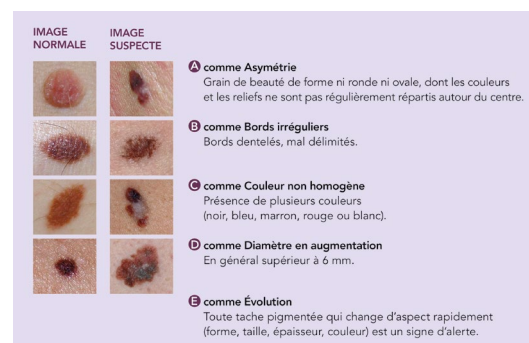 IMAGE NORMALE
IMAGE SUSPECTE
A comme Asymétrie
Grain de beauté de forme ni ronde ni ovale, dont les couleurs
et les reliefs ne sont pas régulièrement répartis autour du centre.
B comme Bords irréguliers
Bords dentelés, mal délimités.
C comme Couleur non homogène
Présence de plusieurs couleurs
(noir, bleu, marron, rouge ou blanc).
D comme Diamètre en augmentation
En général supérieur à 6 mm.
E comme Évolution
Toute tache pigmentée qui change d'aspect rapidement
(forme, taille, épaisseur, couleur) est un signe d'alerte.